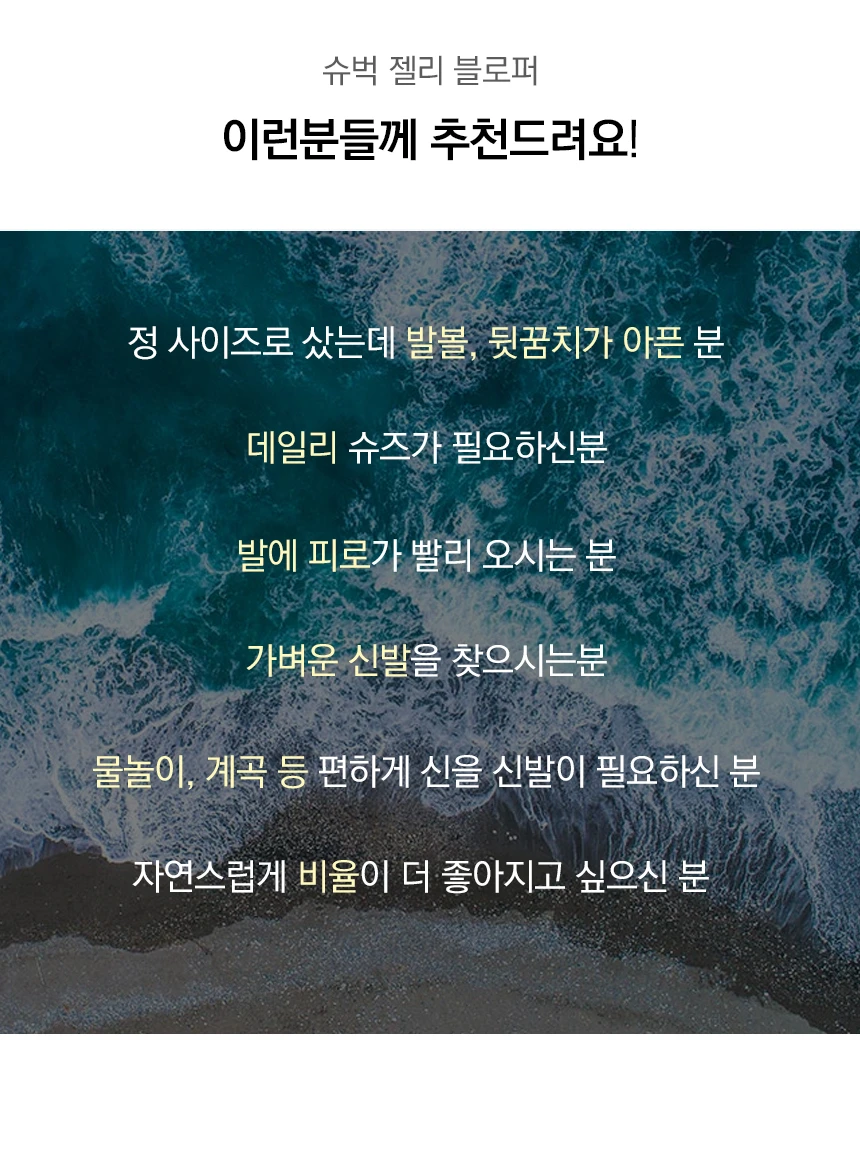 슈벅 젤리 블로퍼
이런분들께 추천드려요!
정 사이즈로 샀는데 발볼, 뒷꿈치가 아픈 분
데일리 슈즈가 필요하신분
발에 피로가 빨리 오시는 분
가벼운 신발을 찾으시는분
물놀이, 계곡 등 편하게 신을 신발이 필요하신 분
자연스럽게 비율이 더 좋아지고 싶으신 분